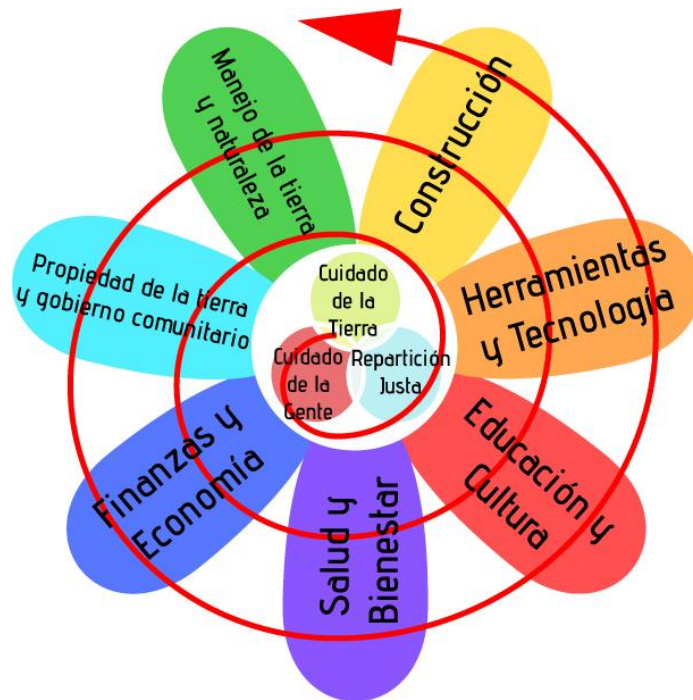 Manejo de la tierra
y naturaleza
Construcción
Herramientas
y Tecnología
Educación y
Cultura
Salud y
Bienestar
Finanzas y
Economía
Propiedad de la tierra
y gobierno comunitario
Cuidado
de la
Tierra
Cuidado
de la
Gente
Repartición
Justa